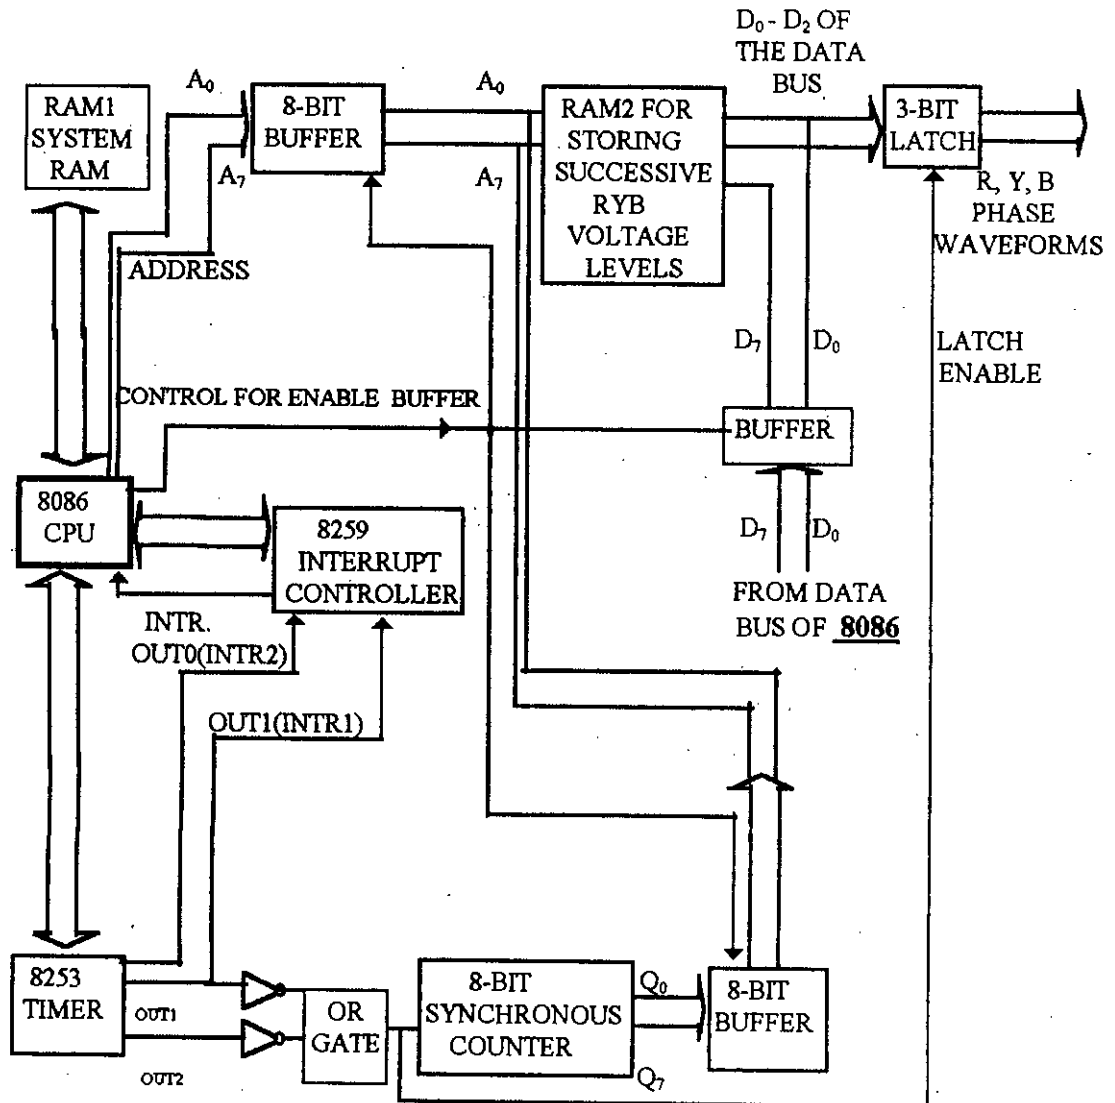 D₀ - D₂ OF
THE DATA
BUS
RAM1
SYSTEM
RAM
A₀
A₇
8-BIT
BUFFER
A₀
A₇
RAM2 FOR
STORING
SUCCESSIVE
RYB
VOLTAGE
LEVELS
3-BIT
LATCH
R, Y, B
PHASE
WAVEFORMS
ADDRESS
D₇
D₀
LATCH
ENABLE
CONTROL FOR ENABLE BUFFER
BUFFER
8086
CPU
8259
INTERRUPT
CONTROLLER
D₇
D₀
FROM DATA
BUS OF 8086
INTR.
OUT0(INTR2)
OUT1(INTR1)
8253
TIMER
OUT1
OUT2
OR
GATE
8-BIT
SYNCHRONOUS
COUNTER
Q₀
Q₇
8-BIT
BUFFER